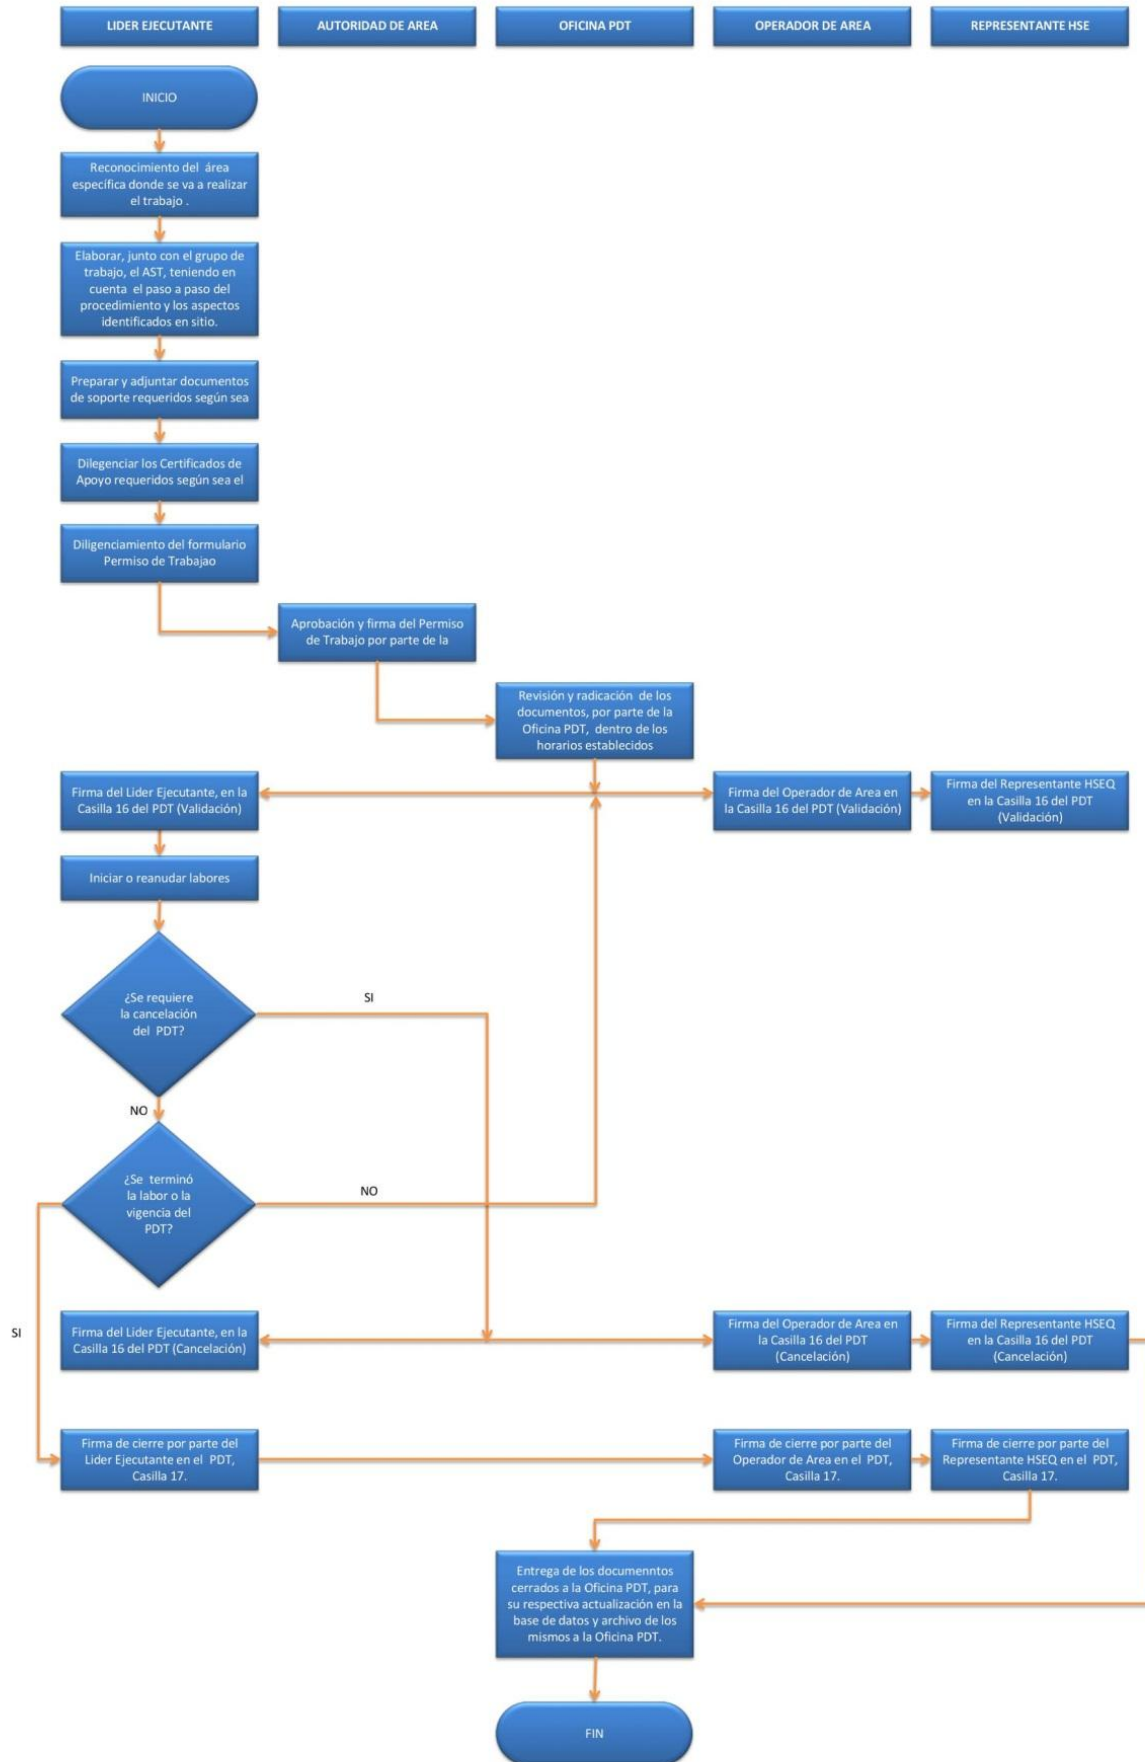 LIDER EJECUTANTE
AUTORIDAD DE AREA
OFICINA PDT
OPERADOR DE AREA
REPRESENTANTE HSE
INICIO
Reconocimiento del área
específica donde se va a realizar
el trabajo .
Elaborar, junto con el grupo de
trabajo, el AST, teniendo en
cuenta el paso a paso del
procedimiento y los aspectos
identificados en sitio.
Preparar y adjuntar documentos
de soporte requeridos según sea
Dilegenciar los Certificados de
Apoyo requeridos según sea el
Diligenciamiento del formulario
Permiso de Trabajao
Aprobación y firma del Permiso
de Trabajo por parte de la
Revisión y radicación de los
documentos, por parte de la
Oficina PDT, dentro de los
horarios establecidos
Firma del Lider Ejecutante, en la
Casilla 16 del PDT (Validación)
Firma del Operador de Area en
la Casilla 16 del PDT (Validación)
Firma del Representante HSEQ
en la Casilla 16 del PDT
(Validación)
Iniciar o reanudar labores
¿Se requiere
la cancelación
del PDT?
SI
NO
¿Se terminó
la labor o la
vigencia del
PDT?
NO
SI
Firma del Lider Ejecutante, en la
Casilla 16 del PDT (Cancelación)
Firma del Operador de Area en
la Casilla 16 del PDT
(Cancelación)
Firma del Representante HSEQ
en la Casilla 16 del PDT
(Cancelación)
Firma de cierre por parte del
Lider Ejecutante en el PDT,
Casilla 17.
Firma de cierre por parte del
Operador de Area en el PDT,
Casilla 17.
Firma de cierre por parte del
Representante HSEQ en el PDT,
Casilla 17.
Entrega de los documenntos
cerrados a la Oficina PDT, para
su respectiva actualización en la
base de datos y archivo de los
mismos a la Oficina PDT.
FIN